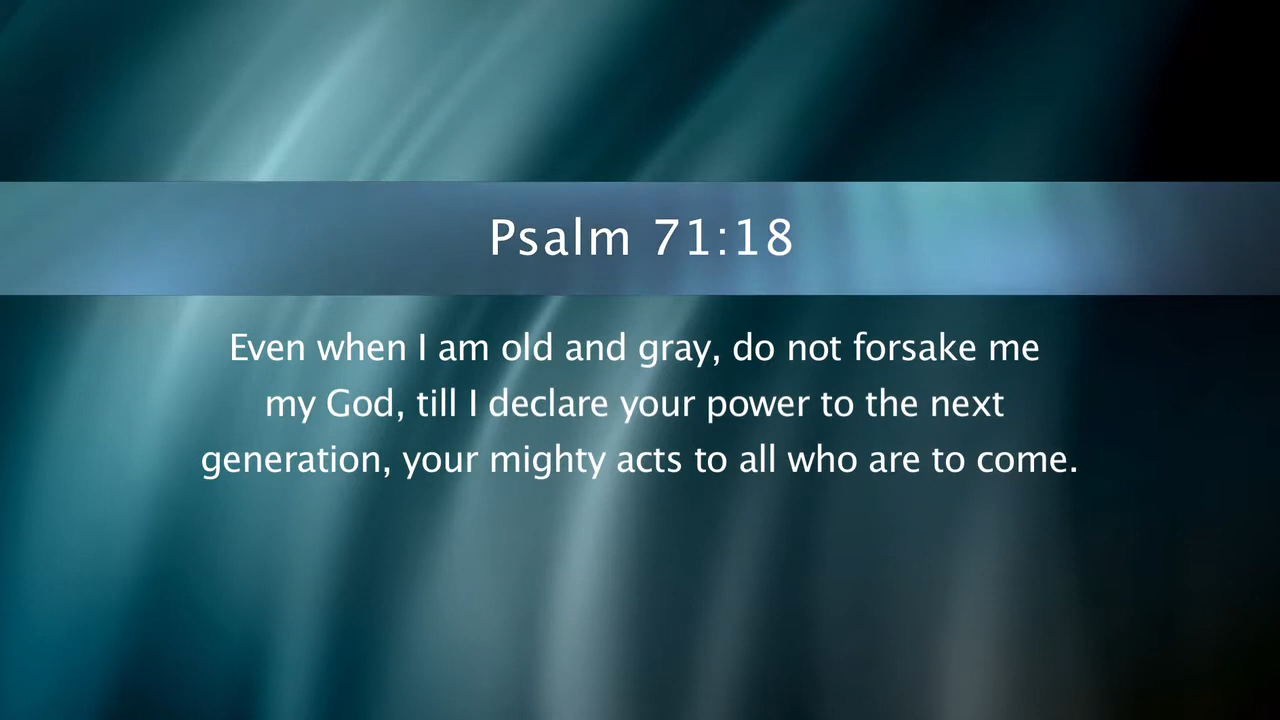 Psalm 71:18
Even when I am old and gray, do not forsake me
my God, till I declare your power to the next
generation, your mighty acts to all who are to come.